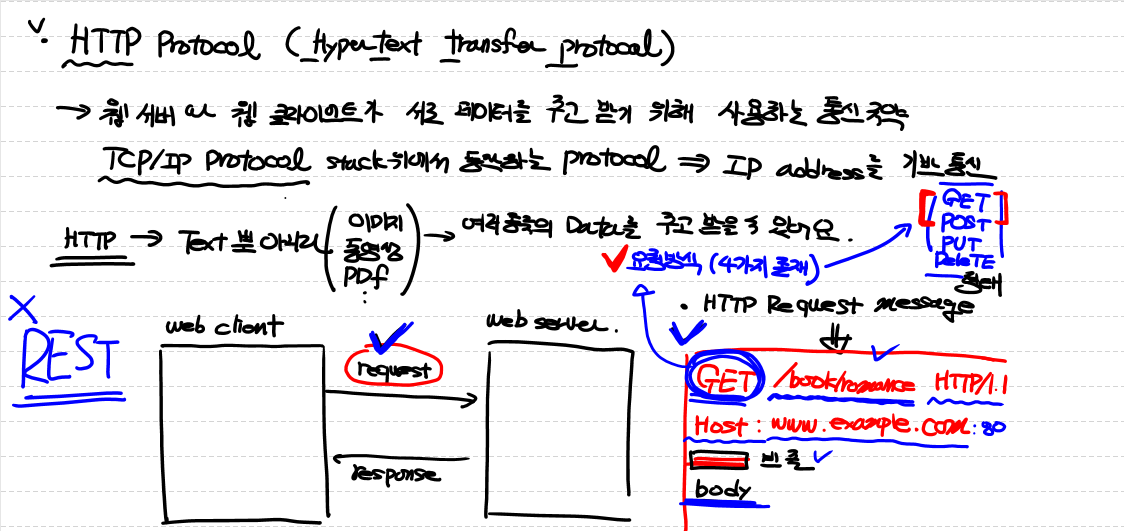 v. HTTP Protocol (Hypertext transfer protocol)
→ 웹 서버 와 웹 클라이언트가 서로 데이터를 주고 받기 위해 사용하는 통신규약
TCP/IP Protocol stack위에서 동작하는 protocol ⇒ IP address를 기반 통신
HTTP → Text 뿐 아니라 (이미지
동영상
PDF
:) → 여러종류의 Data를 주고 받을 수 있어요.
✓ 요청방식 (4가지 존재)
GET
POST
PUT
DeleTE
형태
• HTTP Request message
X
REST
web client
request
response
web server.
GET /book/romance HTTP/1.1
Host : www.example.com:80
빈 줄
body